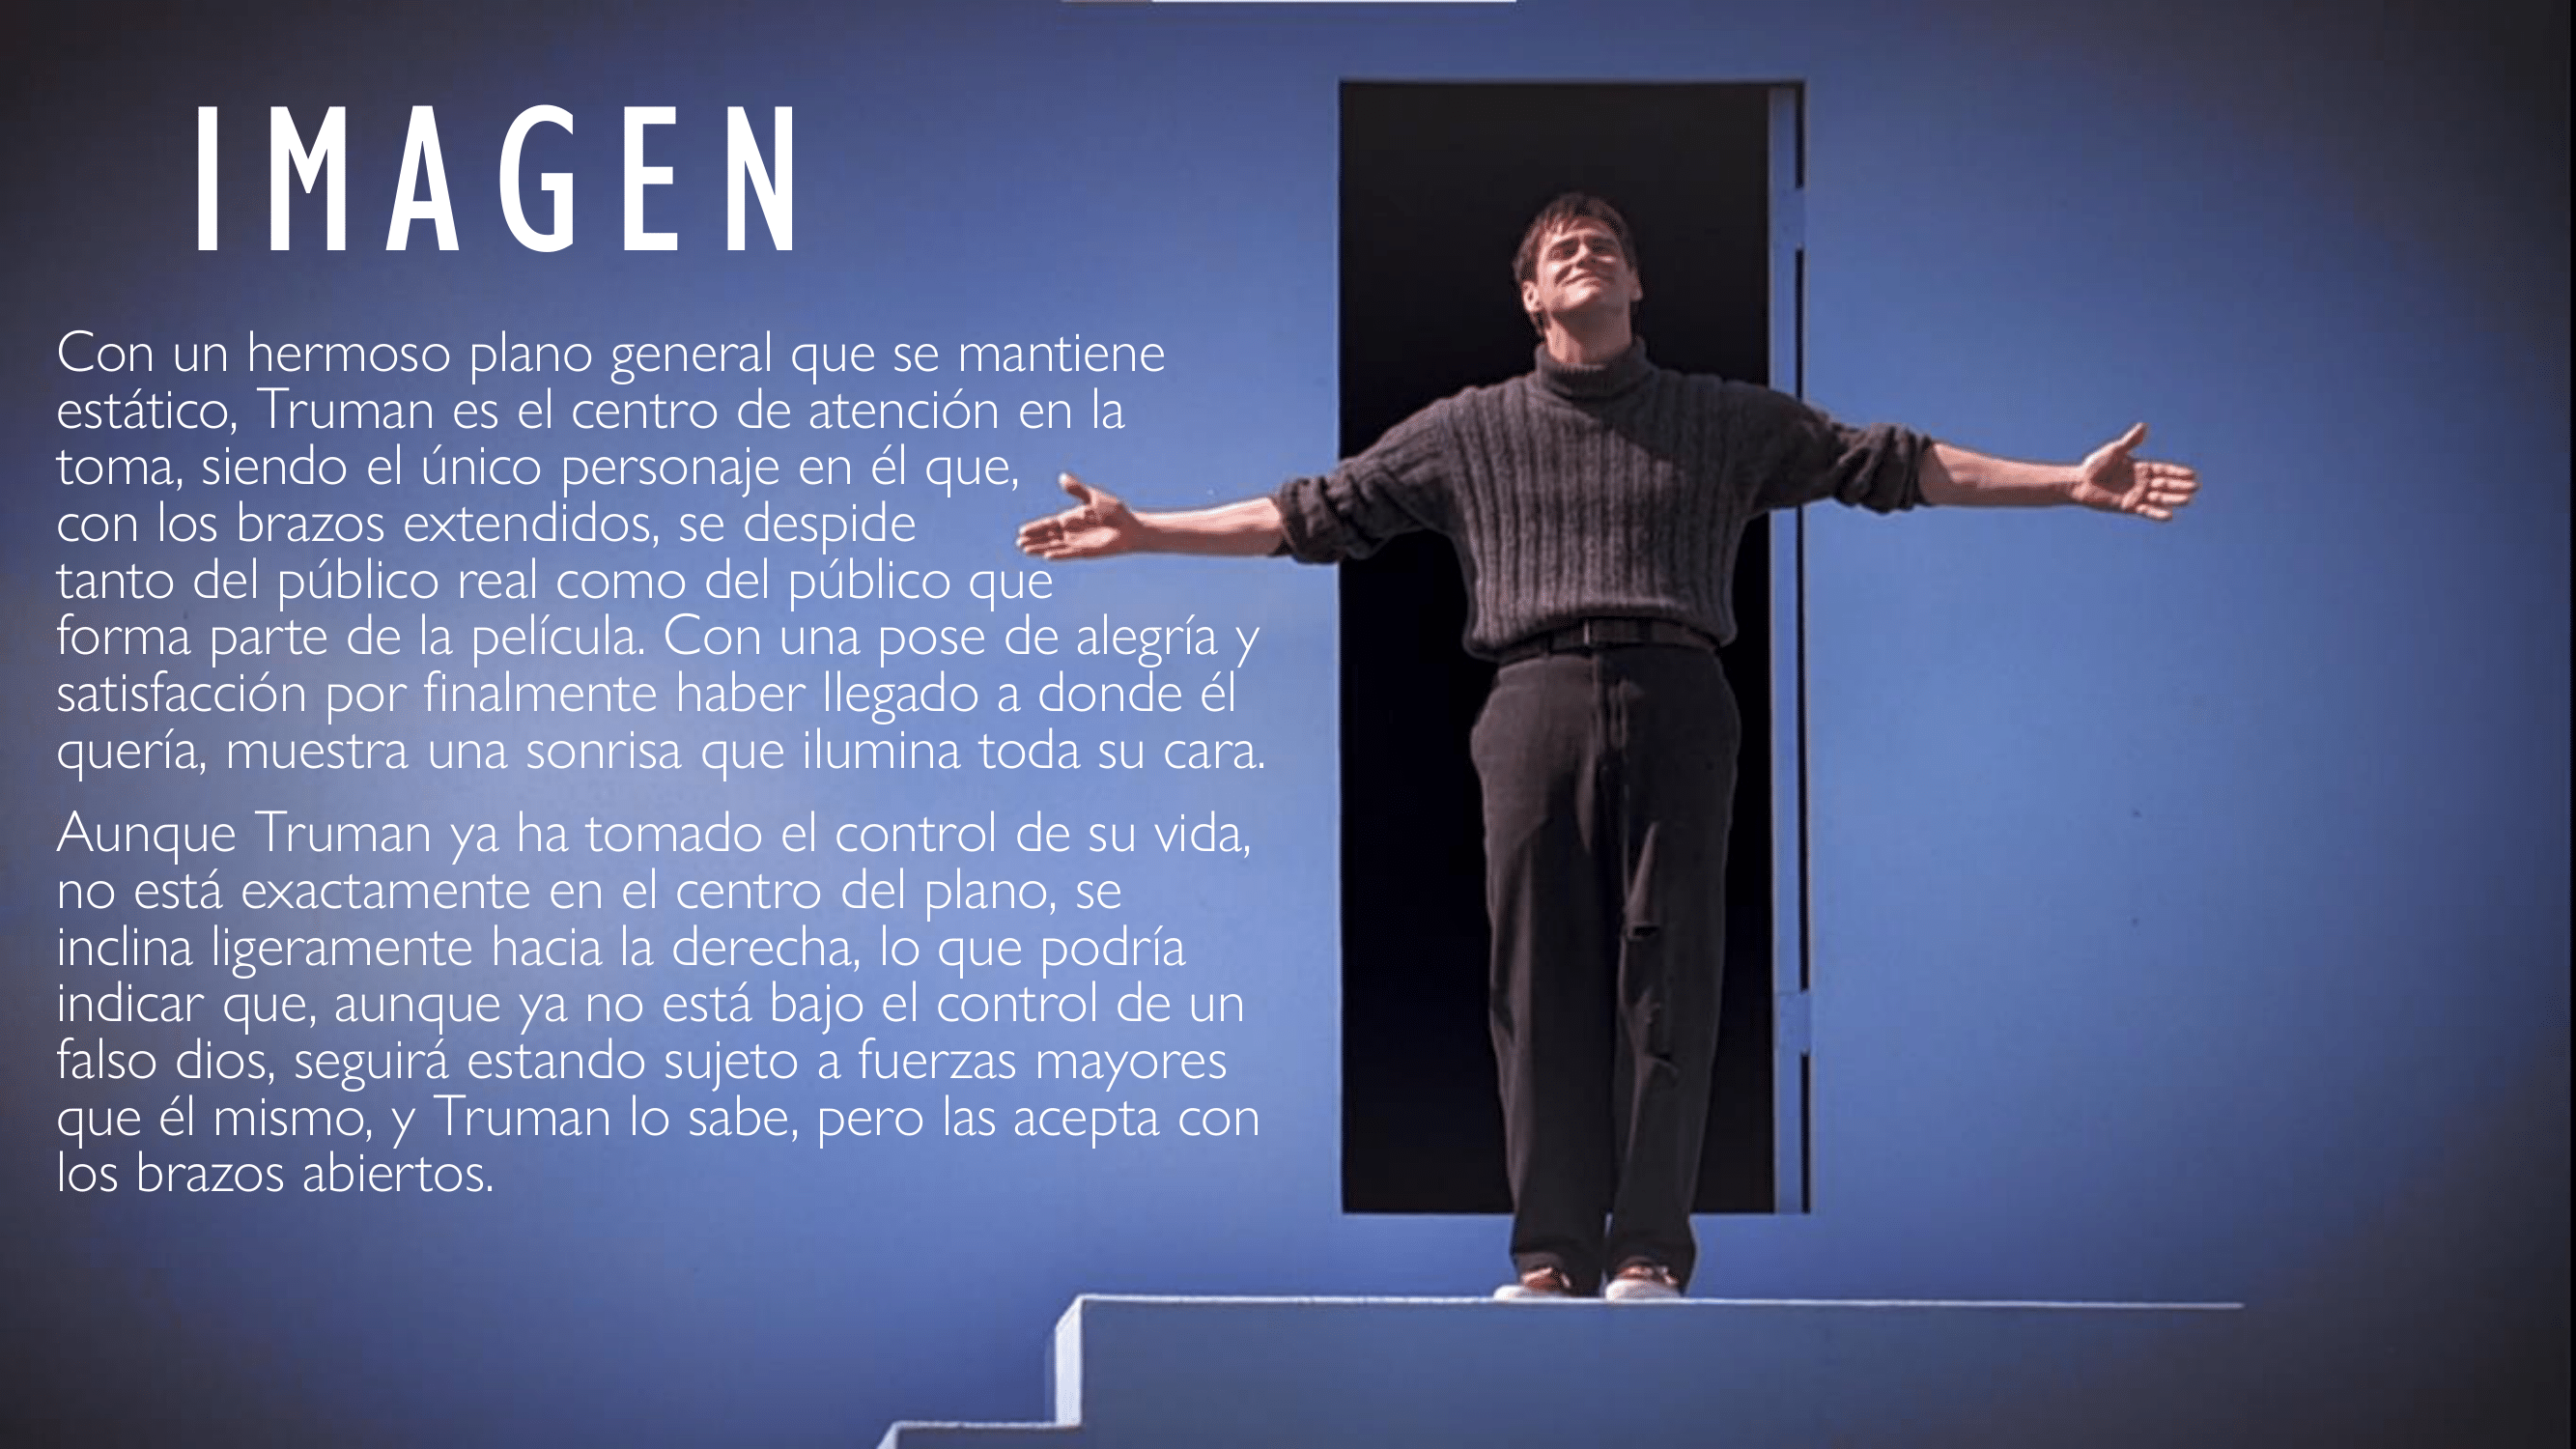 IMAGEN
Con un hermoso plano general que se mantiene
estático, Truman es el centro de atención en la
toma, siendo el único personaje en él que,
con los brazos extendidos, se despide
tanto del público real como del público que
forma parte de la película. Con una pose de alegría y
satisfacción por finalmente haber llegado a donde él
quería, muestra una sonrisa que ilumina toda su cara.
Aunque Truman ya ha tomado el control de su vida,
no está exactamente en el centro del plano, se
inclina ligeramente hacia la derecha, lo que podría
indicar que, aunque ya no está bajo el control de un
falso dios, seguirá estando sujeto a fuerzas mayores
que él mismo, y Truman lo sabe, pero las acepta con
los brazos abiertos.